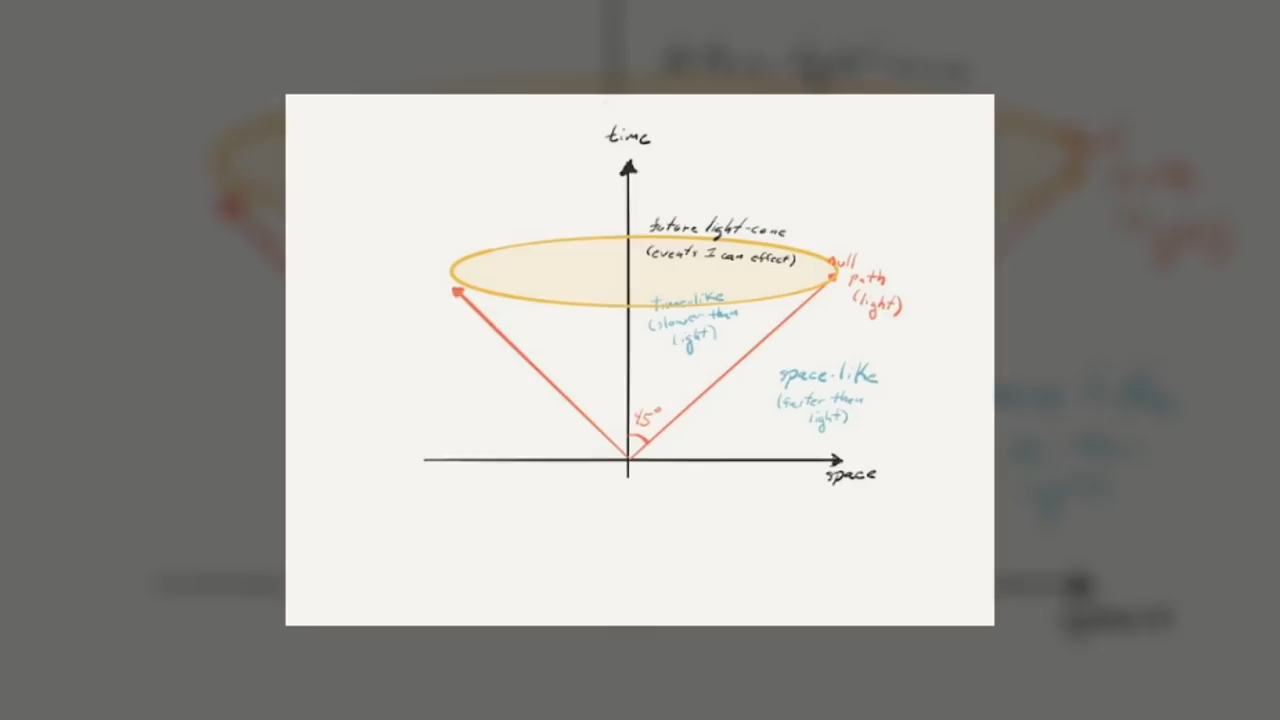 time
future light-cone
(events I can effect)
null
path
(light)
time-like
(slower than
light)
space-like
(faster than
light)
45°
space